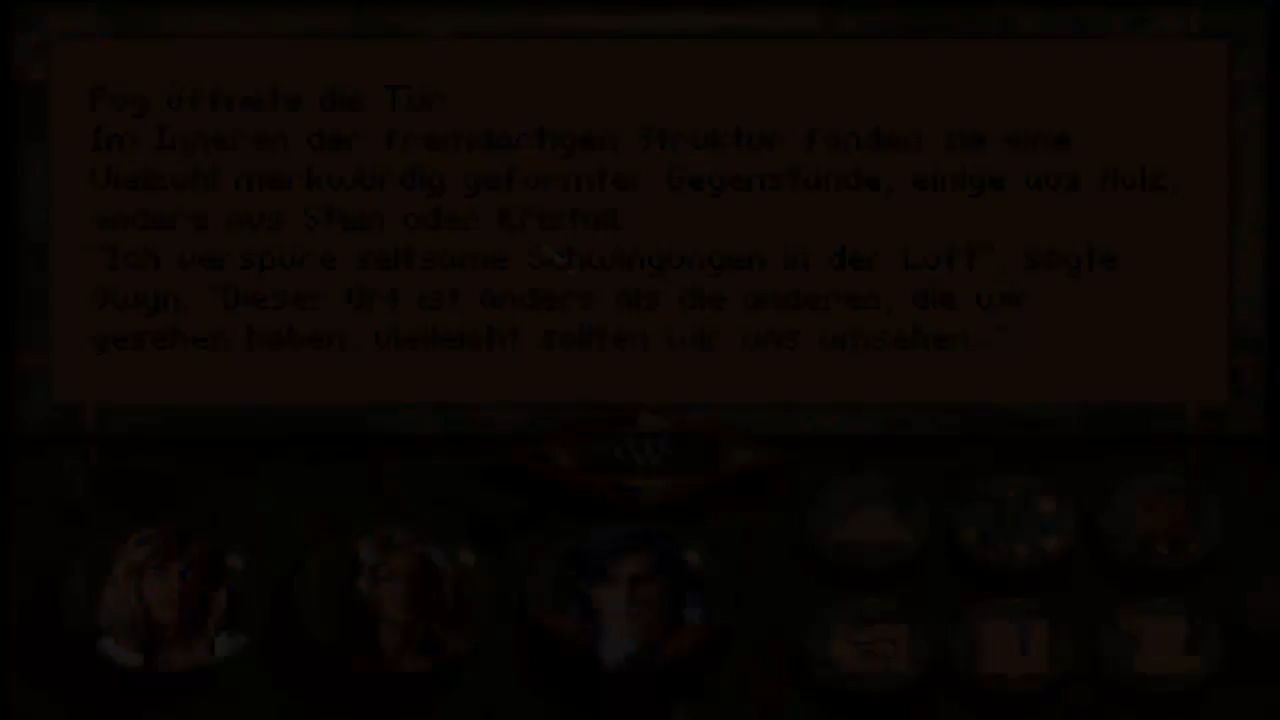 Pug öffnete die Tür.
Im Inneren der fremdartigen Struktur fanden sie eine
Vielzahl merkwürdig geformter Gegenstände, einige aus Holz,
andere aus Stein oder Kristall.
"Ich verspüre seltsame Schwingungen in der Luft", sagte
"Dieser Ort ist anders als die anderen, die wir
gesehen haben, vielleicht sollten wir uns umsehen."